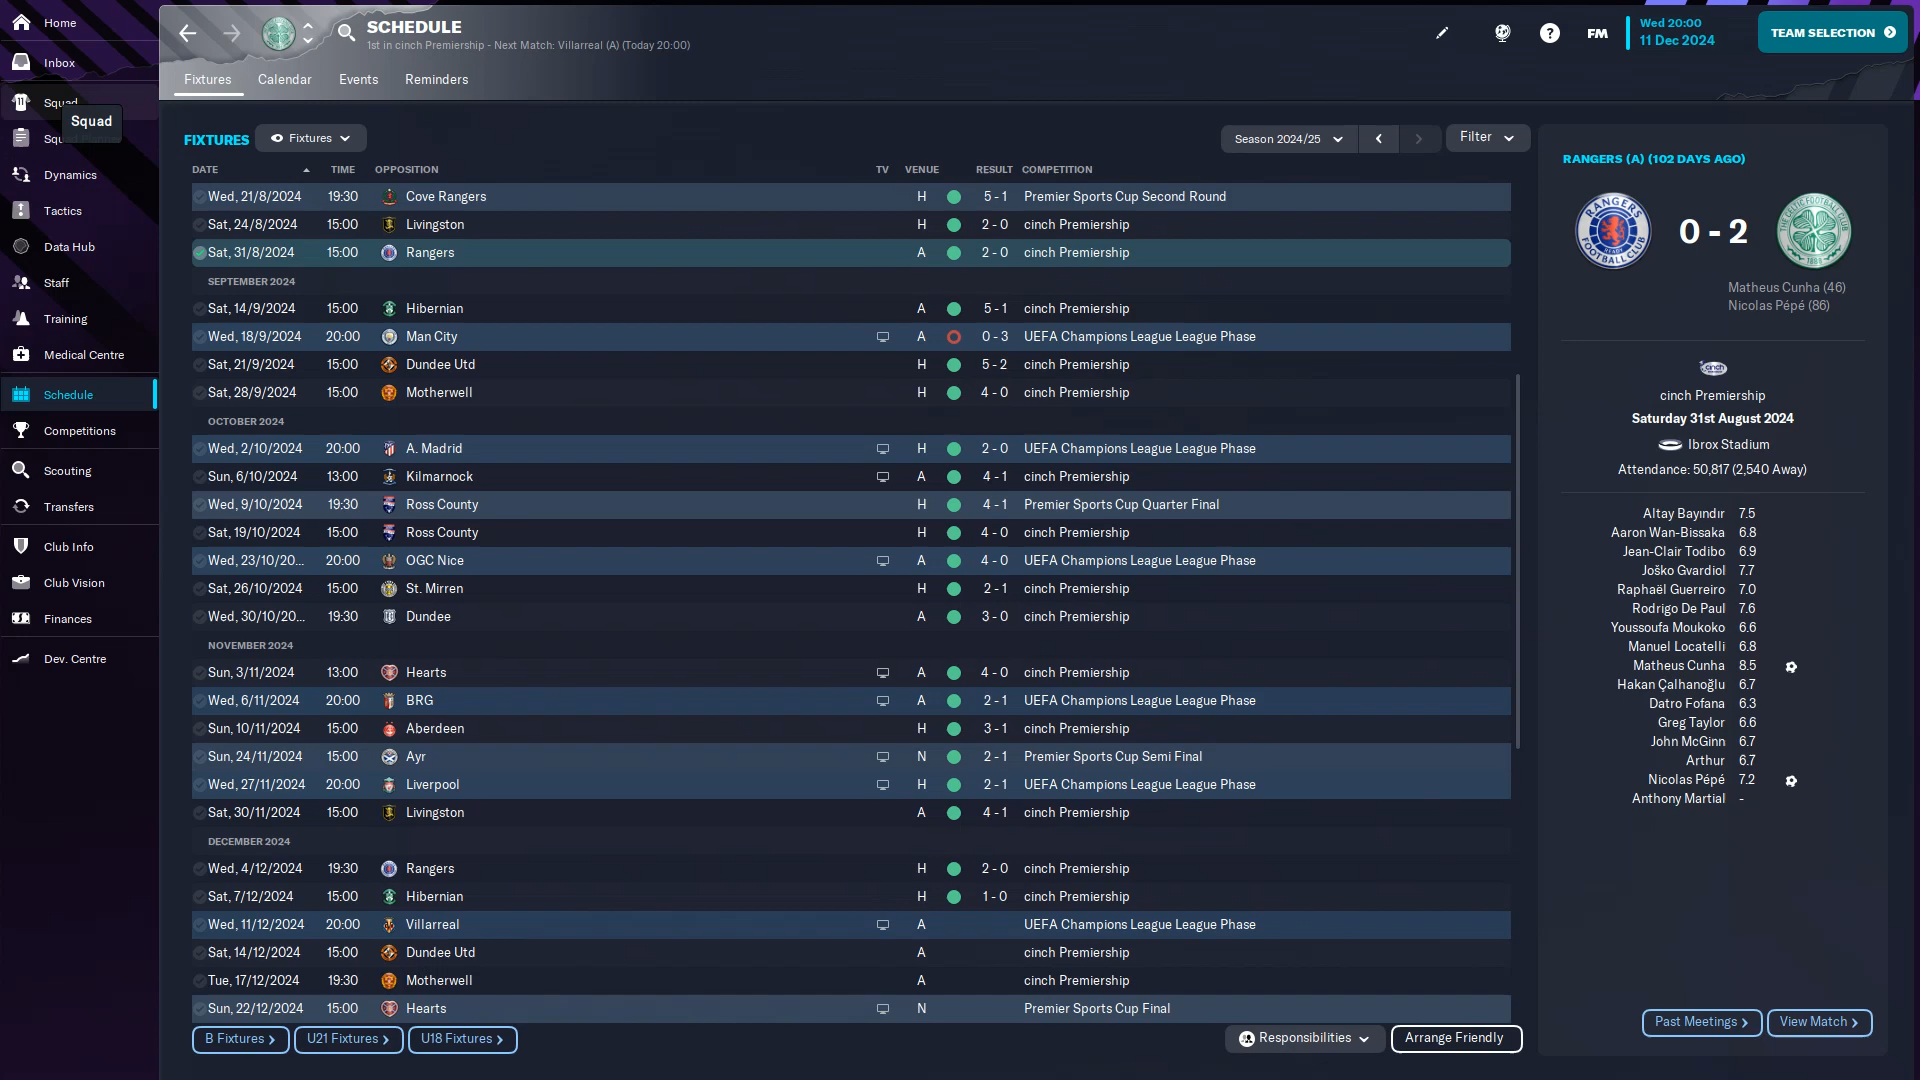 Home
Inbox
Squad
Squad
Dynamics
Tactics
Data Hub
Staff
Training
Medical Centre
Schedule
Competitions
Scouting
Transfers
Club Info
Club Vision
Finances
Dev. Centre
SCHEDULE
1st in cinch Premiership - Next Match: Villarreal (A) (Today 20:00)
Fixtures Calendar Events Reminders
FM
Wed 20:00
11 Dec 2024
TEAM SELECTION
FIXTURES Fixtures Season 2024/25 Filter
DATE TIME OPPOSITION TV VENUE RESULT COMPETITION
Wed, 21/8/2024 19:30 Cove Rangers H 5 - 1 Premier Sports Cup Second Round
Sat, 24/8/2024 15:00 Livingston H 2 - 0 cinch Premiership
Sat, 31/8/2024 15:00 Rangers A 2 - 0 cinch Premiership
SEPTEMBER 2024
Sat, 14/9/2024 15:00 Hibernian A 5 - 1 cinch Premiership
Wed, 18/9/2024 20:00 Man City A 0 - 3 UEFA Champions League League Phase
Sat, 21/9/2024 15:00 Dundee Utd H 5 - 2 cinch Premiership
Sat, 28/9/2024 15:00 Motherwell H 4 - 0 cinch Premiership
OCTOBER 2024
Wed, 2/10/2024 20:00 A. Madrid H 2 - 0 UEFA Champions League League Phase
Sun, 6/10/2024 13:00 Kilmarnock A 4 - 1 cinch Premiership
Wed, 9/10/2024 19:30 Ross County H 4 - 1 Premier Sports Cup Quarter Final
Sat, 19/10/2024 15:00 Ross County H 4 - 0 cinch Premiership
Wed, 23/10/20... 20:00 OGC Nice A 4 - 0 UEFA Champions League League Phase
Sat, 26/10/2024 15:00 St. Mirren H 2 - 1 cinch Premiership
Wed, 30/10/20... 19:30 Dundee A 3 - 0 cinch Premiership
NOVEMBER 2024
Sun, 3/11/2024 13:00 Hearts A 4 - 0 cinch Premiership
Wed, 6/11/2024 20:00 BRG A 2 - 1 UEFA Champions League League Phase
Sun, 10/11/2024 15:00 Aberdeen H 3 - 1 cinch Premiership
Sun, 24/11/2024 15:00 Ayr N 2 - 1 Premier Sports Cup Semi Final
Wed, 27/11/2024 20:00 Liverpool H 2 - 1 UEFA Champions League League Phase
Sat, 30/11/2024 15:00 Livingston A 4 - 1 cinch Premiership
DECEMBER 2024
Wed, 4/12/2024 19:30 Rangers H 2 - 0 cinch Premiership
Sat, 7/12/2024 15:00 Hibernian H 1 - 0 cinch Premiership
Wed, 11/12/2024 20:00 Villarreal A UEFA Champions League League Phase
Sat, 14/12/2024 15:00 Dundee Utd A cinch Premiership
Tue, 17/12/2024 19:30 Motherwell A cinch Premiership
Sun, 22/12/2024 15:00 Hearts N Premier Sports Cup Final
B Fixtures U21 Fixtures U18 Fixtures Responsibilities Arrange Friendly
RANGERS (A) (102 DAYS AGO)
0 - 2
Matheus Cunha (46)
Nicolas Pépé (86)
cinch
cinch Premiership
Saturday 31st August 2024
Ibrox Stadium
Attendance: 50,817 (2,540 Away)
Altay Bayındır 7.5
Aaron Wan-Bissaka 6.8
Jean-Clair Todibo 6.9
Joško Gvardiol 7.7
Raphaël Guerreiro 7.0
Rodrigo De Paul 7.6
Youssoufa Moukoko 6.6
Manuel Locatelli 6.8
Matheus Cunha 8.5
Hakan Çalhanoğlu 6.7
Datro Fofana 6.3
Greg Taylor 6.6
John McGinn 6.7
Arthur 6.7
Nicolas Pépé 7.2
Anthony Martial -
Past Meetings View Match